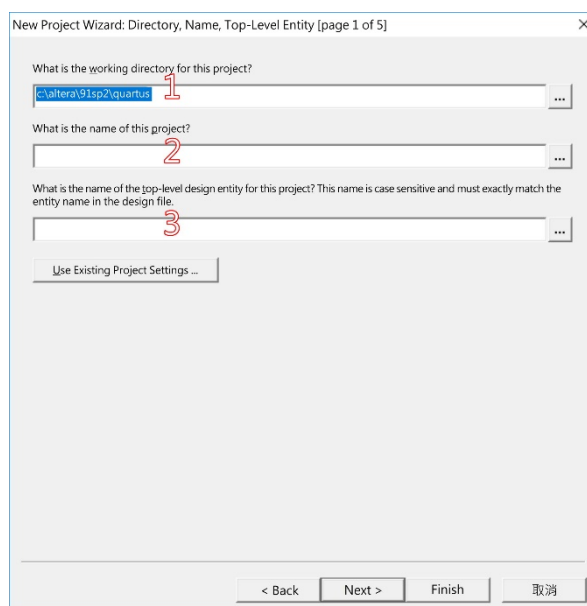 New Project Wizard: Directory, Name, Top-Level Entity [page 1 of 5]
What is the working directory for this project?
c:\altera\91sp2\quartus
1
...
What is the name of this project?
2
...
What is the name of the top-level design entity for this project? This name is case sensitive and must exactly match the
entity name in the design file.
3
...
Use Existing Project Settings ...
< Back Next > Finish 取消